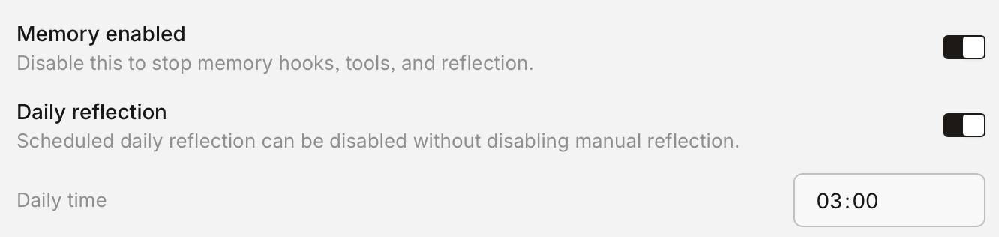 Memory enabled
Disable this to stop memory hooks, tools, and reflection.
Daily reflection
Scheduled daily reflection can be disabled without disabling manual reflection.
Daily time
03:00